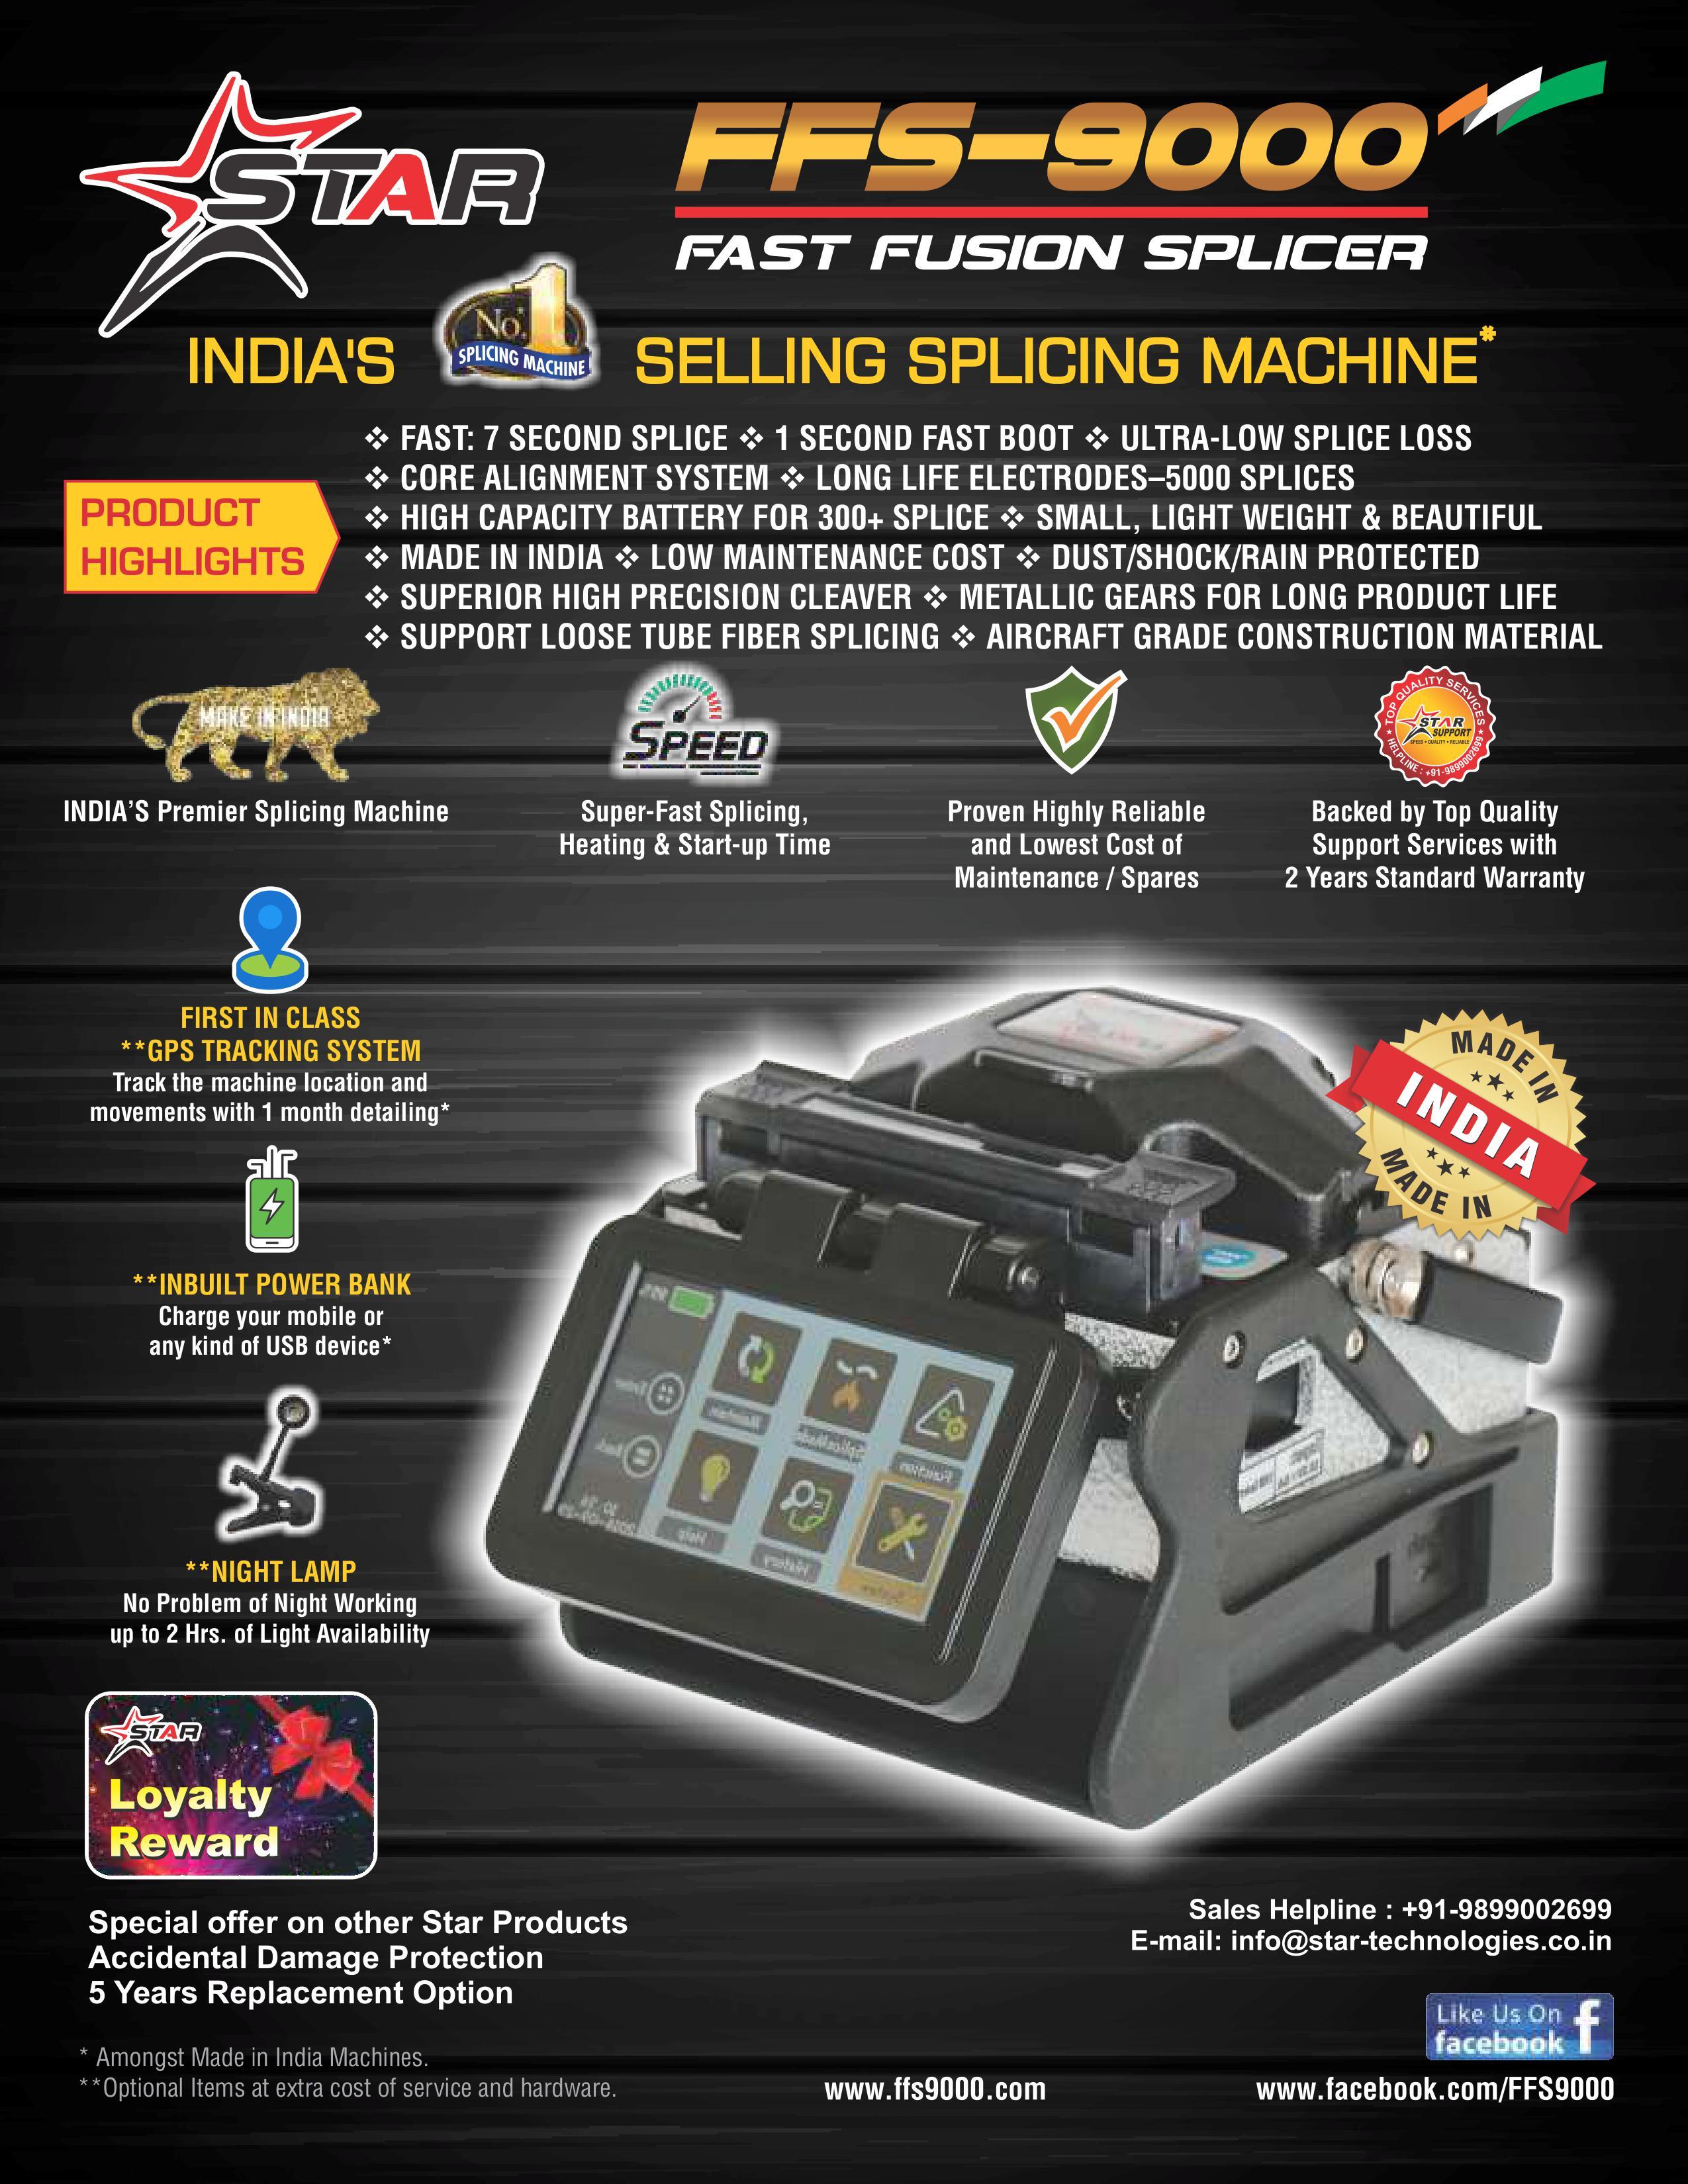 STAR
FFS-9000
FAST FUSION SPLICER
INDIA'S No. 1 SELLING SPLICING MACHINE*
SPLICING MACHINE
PRODUCT
HIGHLIGHTS
❖ FAST: 7 SECOND SPLICE ❖ 1 SECOND FAST BOOT ❖ ULTRA-LOW SPLICE LOSS
❖ CORE ALIGNMENT SYSTEM ❖ LONG LIFE ELECTRODES–5000 SPLICES
❖ HIGH CAPACITY BATTERY FOR 300+ SPLICE ❖ SMALL, LIGHT WEIGHT & BEAUTIFUL
❖ MADE IN INDIA ❖ LOW MAINTENANCE COST ❖ DUST/SHOCK/RAIN PROTECTED
❖ SUPERIOR HIGH PRECISION CLEAVER ❖ METALLIC GEARS FOR LONG PRODUCT LIFE
❖ SUPPORT LOOSE TUBE FIBER SPLICING ❖ AIRCRAFT GRADE CONSTRUCTION MATERIAL
MAKE IN INDIA
INDIA'S Premier Splicing Machine
SPEED
Super-Fast Splicing,
Heating & Start-up Time
Proven Highly Reliable
and Lowest Cost of
Maintenance / Spares
TOP QUALITY SERVICES
STAR
SUPPORT
SPEED • QUALITY • RELIABLE
HELPLINE : +91-9899002699
Backed by Top Quality
Support Services with
2 Years Standard Warranty
FIRST IN CLASS
**GPS TRACKING SYSTEM
Track the machine location and
movements with 1 month detailing*
**INBUILT POWER BANK
Charge your mobile or
any kind of USB device*
**NIGHT LAMP
No Problem of Night Working
up to 2 Hrs. of Light Availability
MADE IN
INDIA
MADE IN
Function
Help
History
STAR
Loyalty
Reward
Special offer on other Star Products
Accidental Damage Protection
5 Years Replacement Option
* Amongst Made in India Machines.
**Optional Items at extra cost of service and hardware.
Sales Helpline : +91-9899002699
E-mail: info@star-technologies.co.in
Like Us On
facebook f
www.ffs9000.com
www.facebook.com/FFS9000